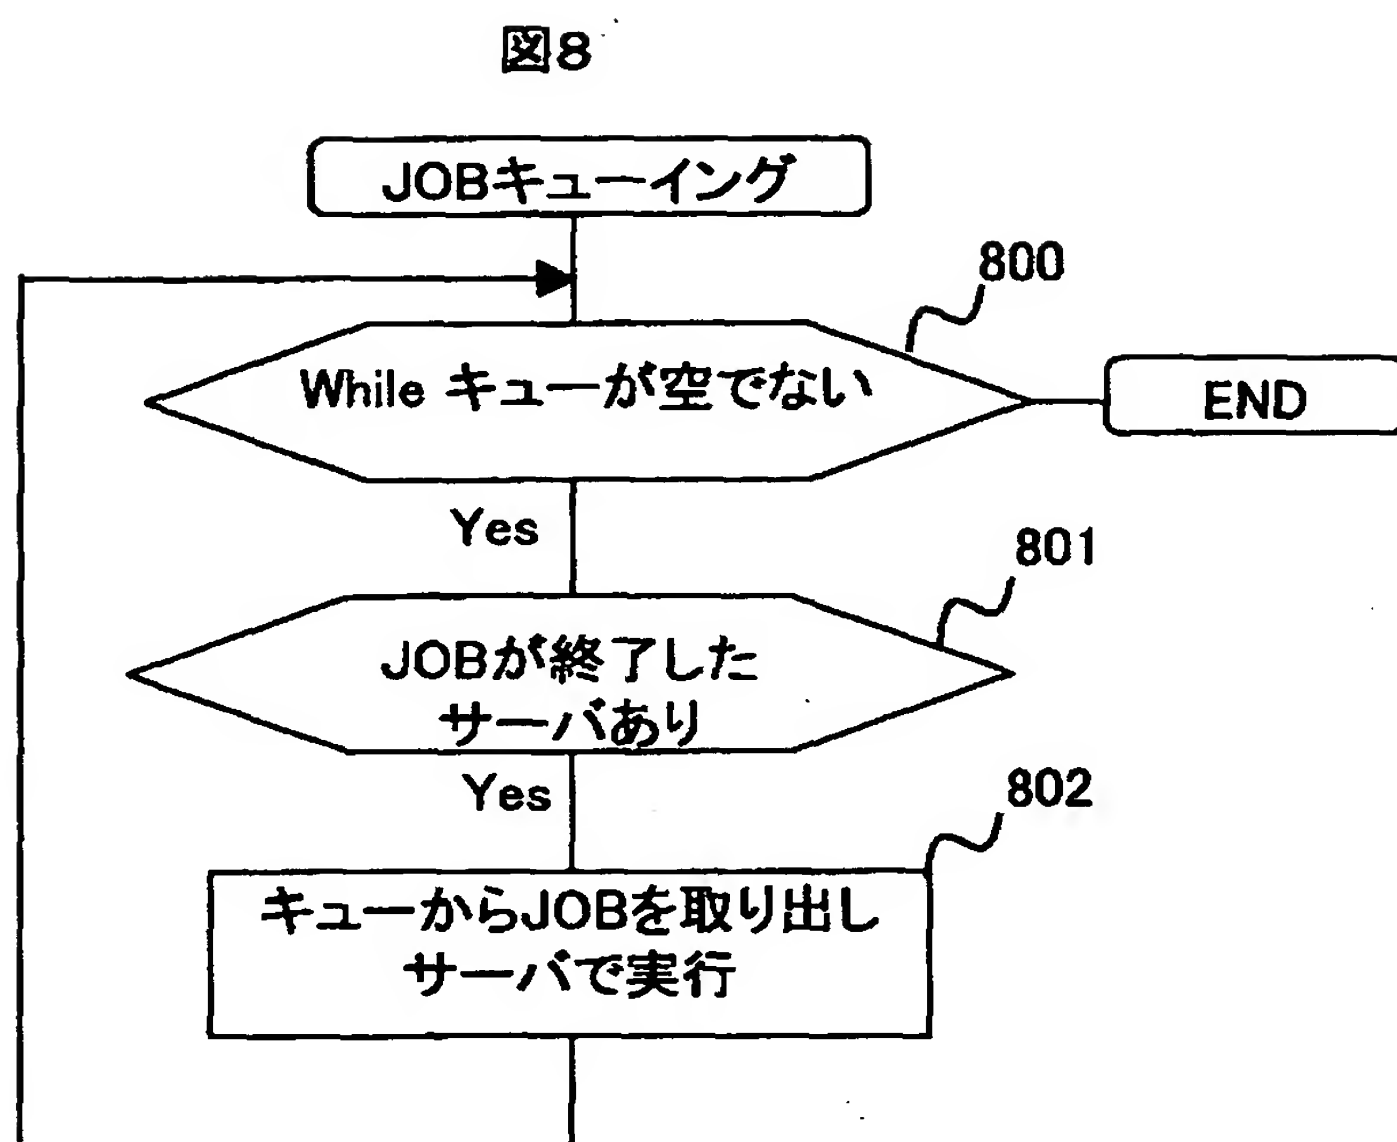 図8
JOBキューイング
800
While キューが空でない
END
Yes
801
JOBが終了した
サーバあり
Yes
802
キューからJOBを取り出し
サーバで実行